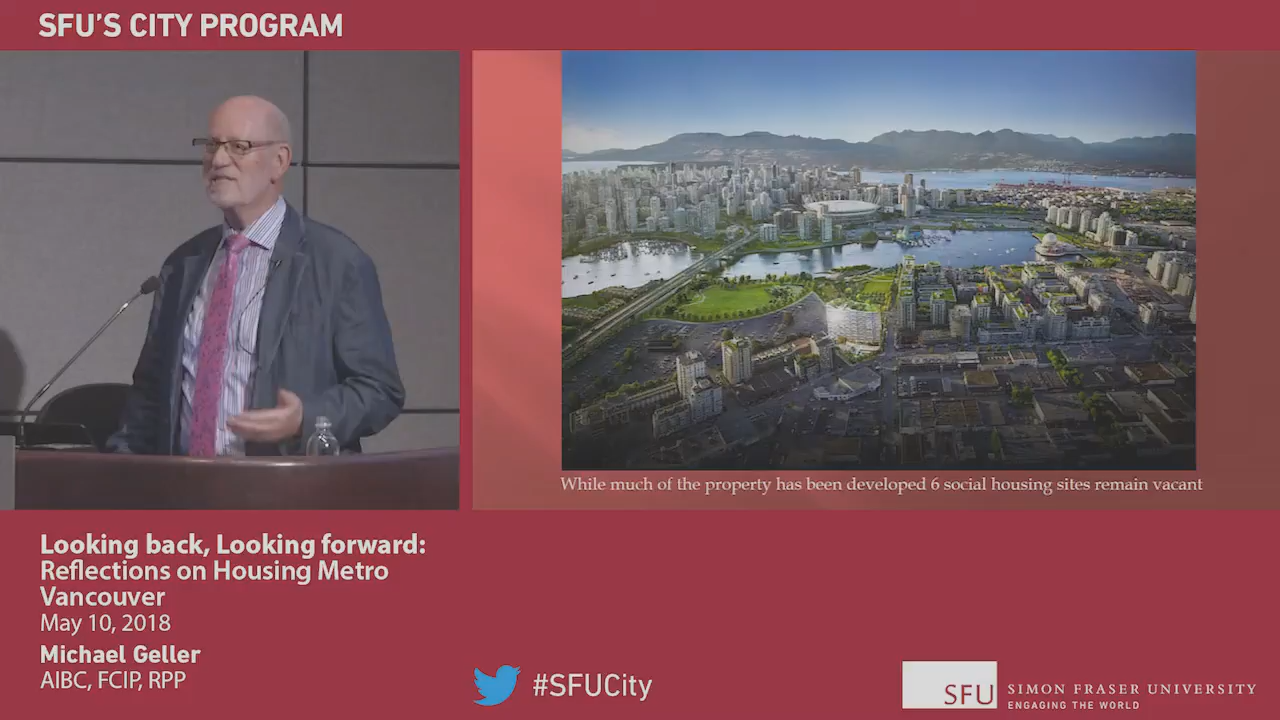 SFU'S CITY PROGRAM
While much of the property has been developed 6 social housing sites remain vacant
Looking back, Looking forward:
Reflections on Housing Metro
Vancouver
May 10, 2018
Michael Geller
AIBC, FCIP, RPP
#SFUCity
SFU
SIMON FRASER UNIVERSITY
ENGAGING THE WORLD